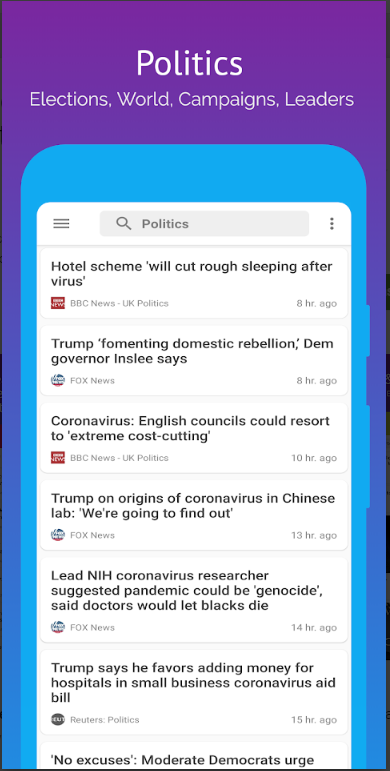 Politics
Elections, World, Campaigns, Leaders
Politics
Hotel scheme 'will cut rough sleeping after
virus'
BBC News - UK Politics 8 hr. ago
Trump ‘fomenting domestic rebellion,’ Dem
governor Inslee says
FOX News 8 hr. ago
Coronavirus: English councils could resort
to 'extreme cost-cutting'
BBC News - UK Politics 10 hr. ago
Trump on origins of coronavirus in Chinese
lab: 'We're going to find out'
FOX News 13 hr. ago
Lead NIH coronavirus researcher
suggested pandemic could be 'genocide',
said doctors would let blacks die
FOX News 14 hr. ago
Trump says he favors adding money for
hospitals in small business coronavirus aid
bill
Reuters: Politics 15 hr. ago
'No excuses': Moderate Democrats urge